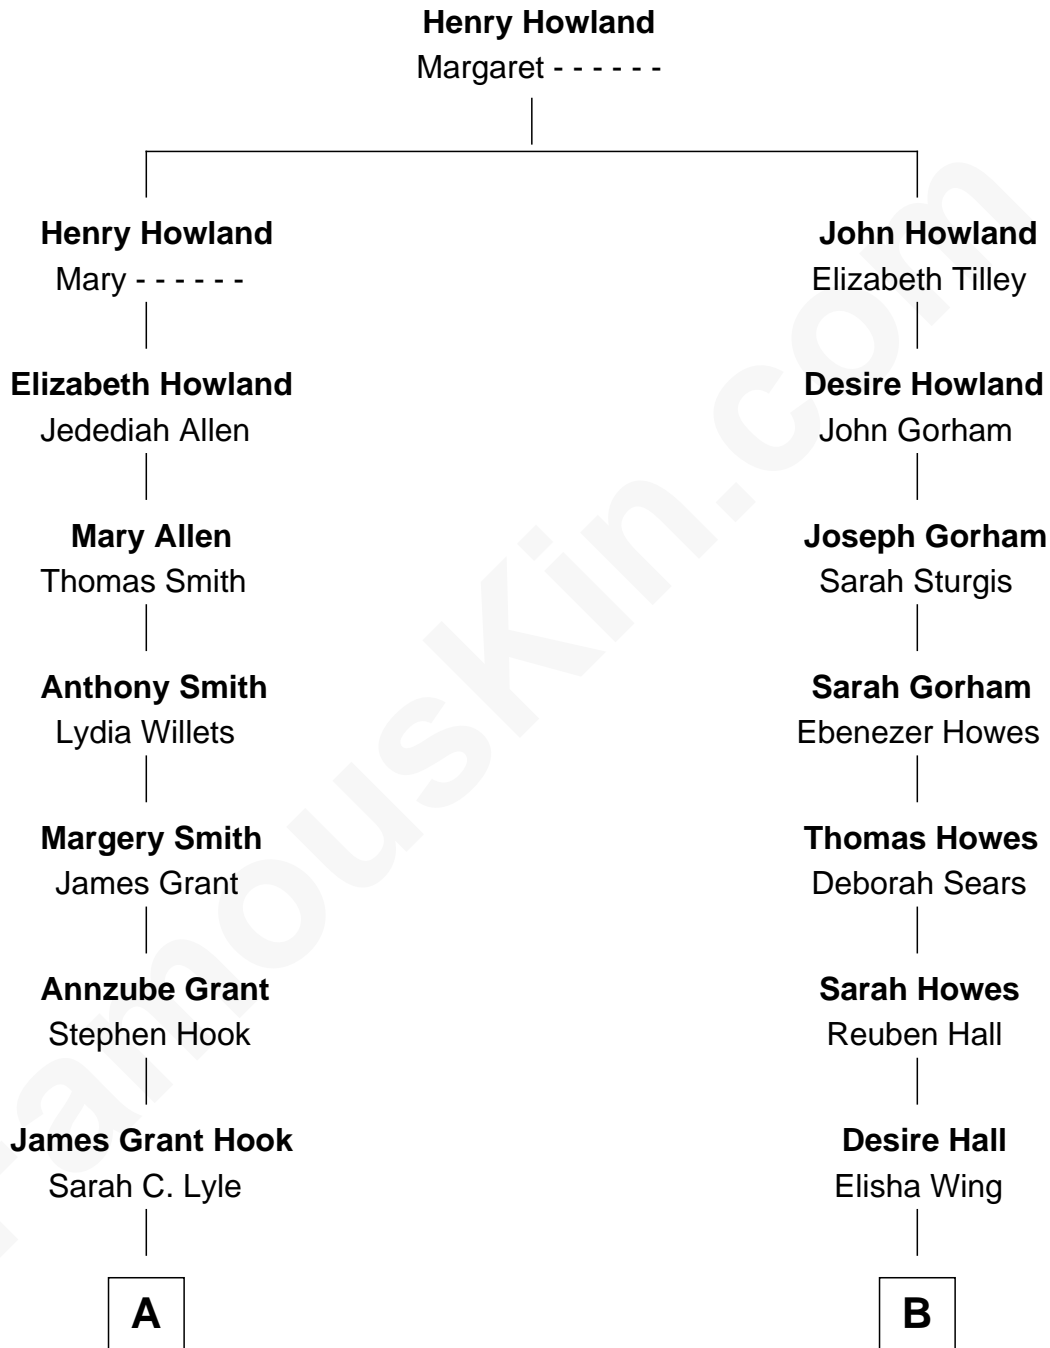 Henry Howland
Margaret - - - - - -
Henry Howland
Mary - - - - - -
John Howland
Elizabeth Tilley
Elizabeth Howland
Jedediah Allen
Desire Howland
John Gorham
Mary Allen
Thomas Smith
Joseph Gorham
Sarah Sturgis
Anthony Smith
Lydia Willets
Sarah Gorham
Ebenezer Howes
Margery Smith
James Grant
Thomas Howes
Deborah Sears
Annzube Grant
Stephen Hook
Sarah Howes
Reuben Hall
James Grant Hook
Sarah C. Lyle
Desire Hall
Elisha Wing
A
B
FamousKin.com